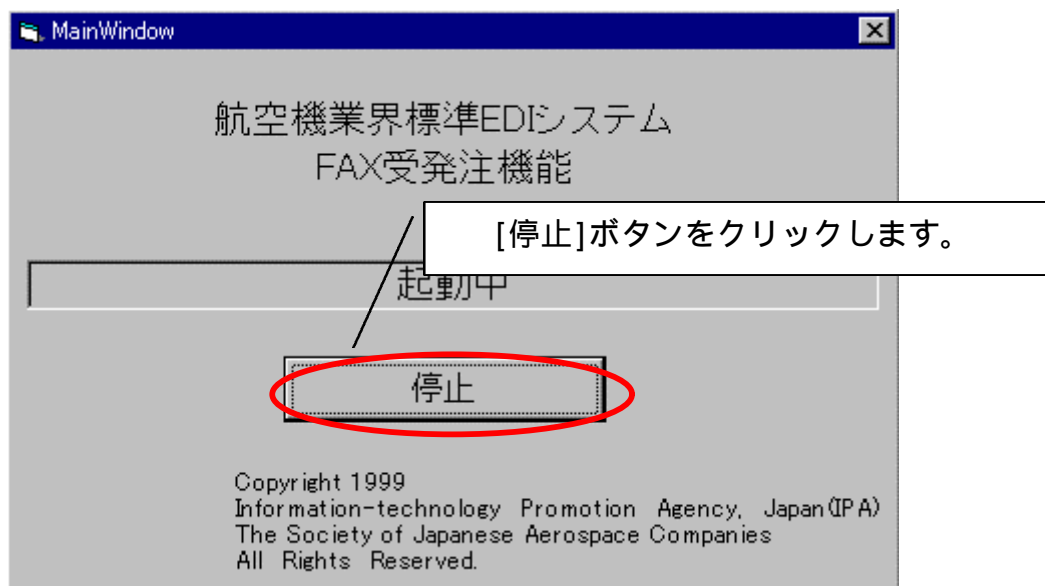 MainWindow
航空機業界標準EDIシステム
FAX受発注機能
[停止]ボタンをクリックします。
起動中
停止
Copyright 1999
Information-technology Promotion Agency, Japan(IPA)
The Society of Japanese Aerospace Companies
All Rights Reserved.